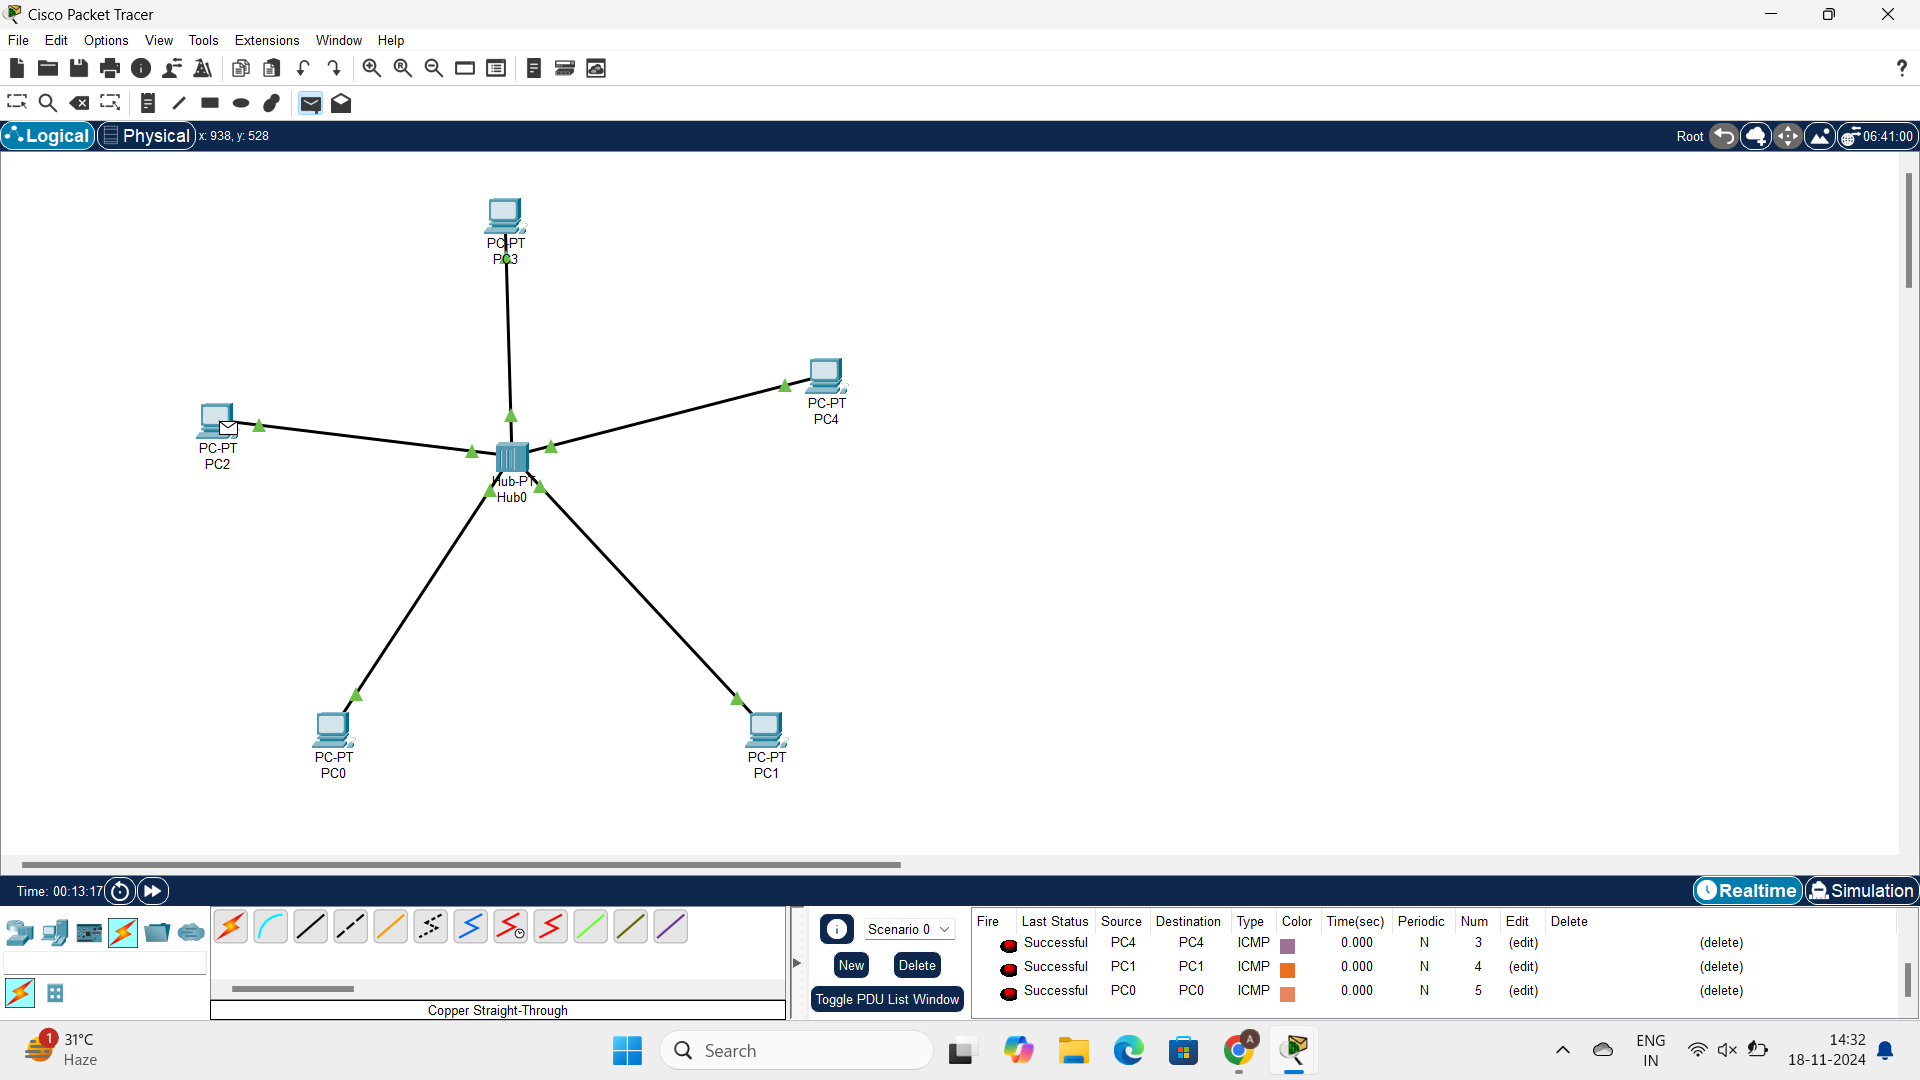 Cisco Packet Tracer
File Edit Options View Tools Extensions Window Help
?
Logical Physical x: 938, y: 528 Root 06:41:00
PC-PT
PC3
PC-PT
PC4
PC-PT
PC2
Hub-PT
Hub0
PC-PT
PC0
PC-PT
PC1
Time: 00:13:17 Realtime Simulation
Scenario 0
New Delete
Toggle PDU List Window
Fire Last Status Source Destination Type Color Time(sec) Periodic Num Edit Delete
Successful PC4 PC4 ICMP 0.000 N 3 (edit) (delete)
Successful PC1 PC1 ICMP 0.000 N 4 (edit) (delete)
Successful PC0 PC0 ICMP 0.000 N 5 (edit) (delete)
Copper Straight-Through
1 31°C
Haze
Search
A
ENG
IN
14:32
18-11-2024